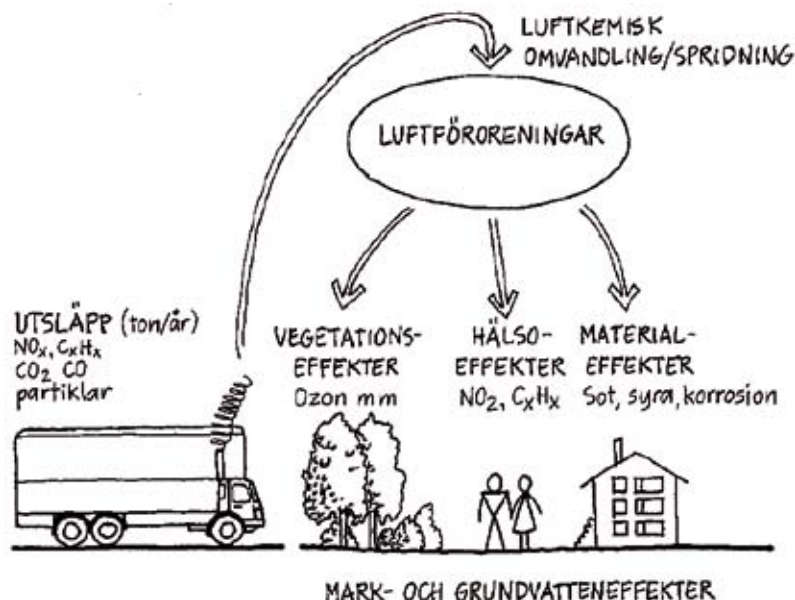 LUFTKEMISK
OMVANDLING/SPRIDNING
LUFTFÖRORENINGAR
UTSLÄPP (ton/år)
NOx, CxHx
CO2 CO
partiklar
VEGETATIONS-
EFFEKTER
Ozon mm
HÄLSO-
EFFEKTER
NO2, CxHx
MATERIAL-
EFFEKTER
Sot, syra, korrosion
MARK- OCH GRUNDVATTENEFFEKTER